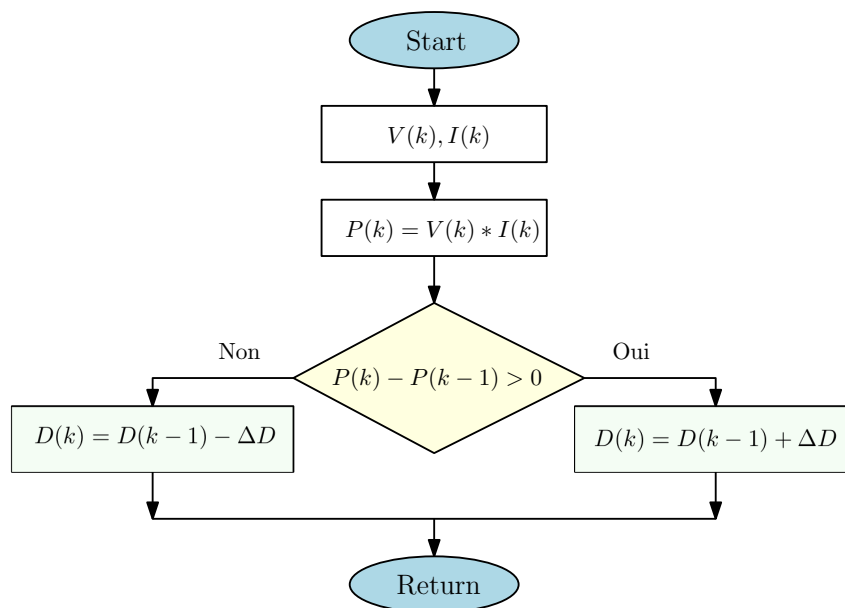 Start
V(k), I(k)
P(k) = V(k) ∗ I(k)
Non
Oui
P(k) − P(k − 1) > 0
D(k) = D(k − 1) − ΔD
D(k) = D(k − 1) + ΔD
Return